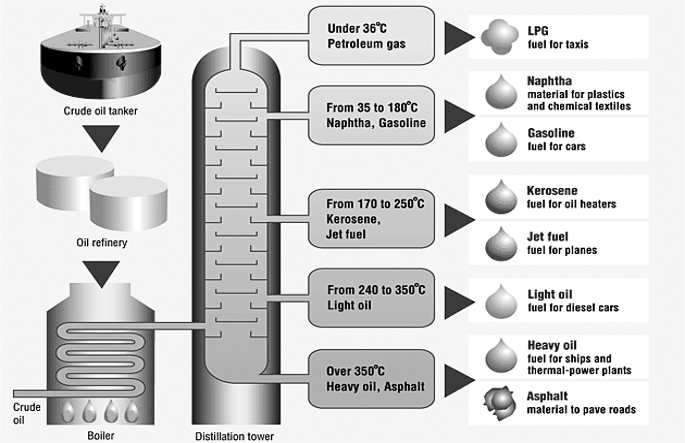 Crude oil tanker
Oil refinery
Crude
oil
Boiler
Distillation tower
Under 36°C
Petroleum gas
From 35 to 180°C
Naphtha, Gasoline
From 170 to 250°C
Kerosene,
Jet fuel
From 240 to 350°C
Light oil
Over 350°C
Heavy oil, Asphalt
LPG
fuel for taxis
Naphtha
material for plastics
and chemical textiles
Gasoline
fuel for cars
Kerosene
fuel for oil heaters
Jet fuel
fuel for planes
Light oil
fuel for diesel cars
Heavy oil
fuel for ships and
thermal-power plants
Asphalt
material to pave roads